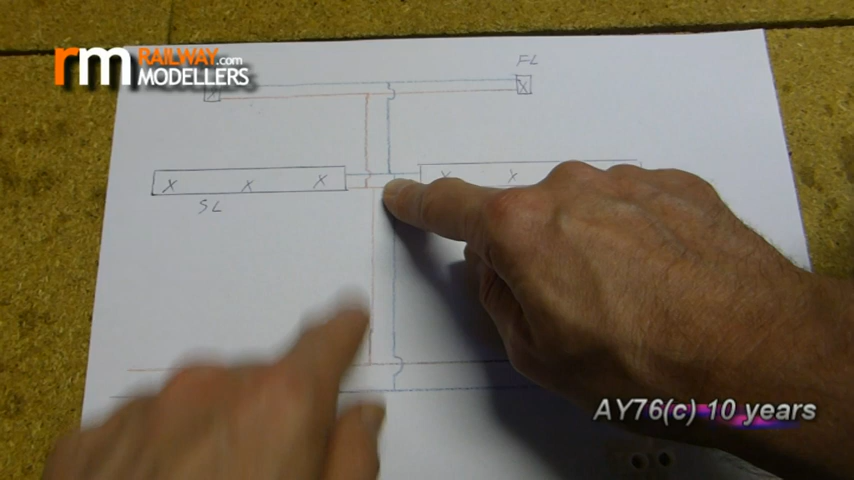 rm RAILWAY.com
MODELLERS
FL
X
X
X X X
X X
SL
AY76(c) 10 years